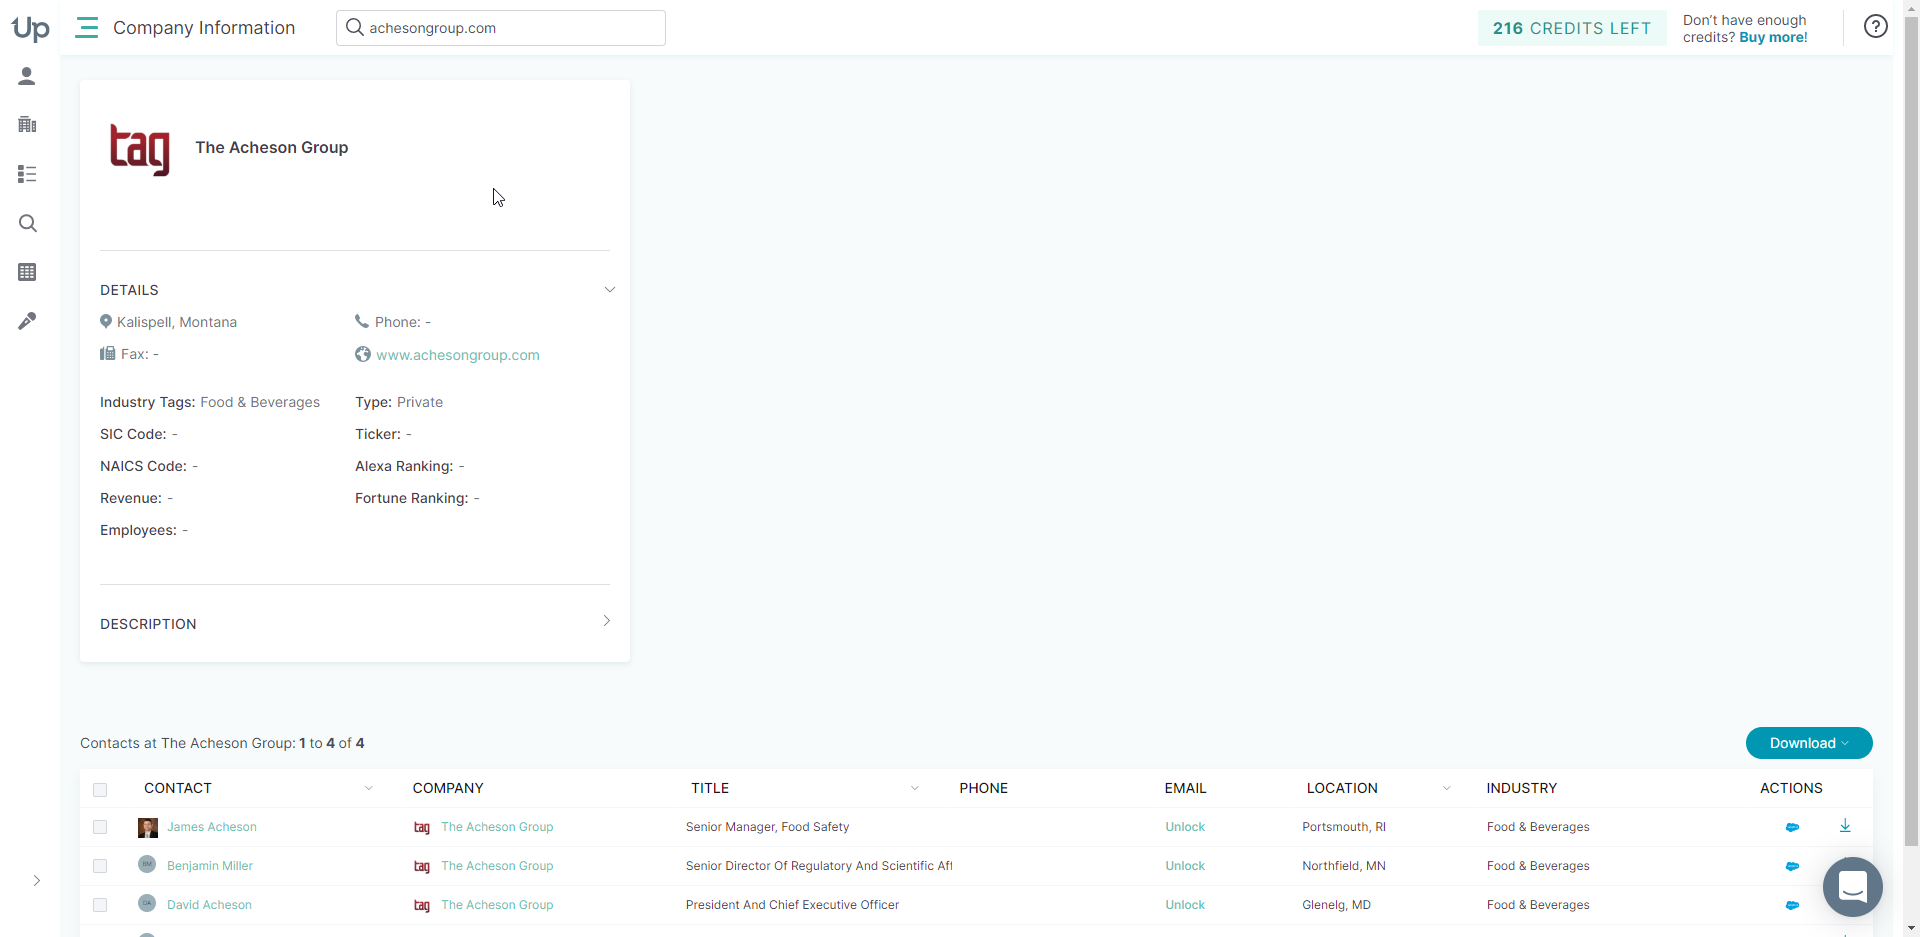 Up
Company Information
achesongroup.com
216 CREDITS LEFT
Don't have enough
credits? Buy more!
tag
The Acheson Group
DETAILS
Kalispell, Montana
Phone: -
Fax: -
www.achesongroup.com
Industry Tags: Food & Beverages
Type: Private
SIC Code: -
Ticker: -
NAICS Code: -
Alexa Ranking: -
Revenue: -
Fortune Ranking: -
Employees: -
DESCRIPTION
Contacts at The Acheson Group: 1 to 4 of 4
Download
CONTACT COMPANY TITLE PHONE EMAIL LOCATION INDUSTRY ACTIONS
James Acheson tag The Acheson Group Senior Manager, Food Safety Unlock Portsmouth, RI Food & Beverages
BM Benjamin Miller tag The Acheson Group Senior Director Of Regulatory And Scientific Aff Unlock Northfield, MN Food & Beverages
DA David Acheson tag The Acheson Group President And Chief Executive Officer Unlock Glenelg, MD Food & Beverages